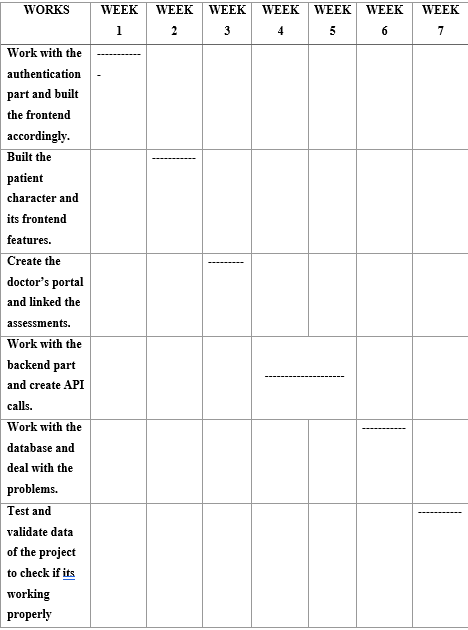 WORKS WEEK 1 WEEK 2 WEEK 3 WEEK 4 WEEK 5 WEEK 6 WEEK 7
Work with the ------------
authentication -
part and built
the frontend
accordingly.
Built the -----------
patient
character and
its frontend
features.
Create the ---------
doctor's portal
and linked the
assessments.
Work with the
backend part
and create API --------------------
calls.
Work with the -----------
database and
deal with the
problems.
Test and -----------
validate data
of the project
to check if its
working
properly